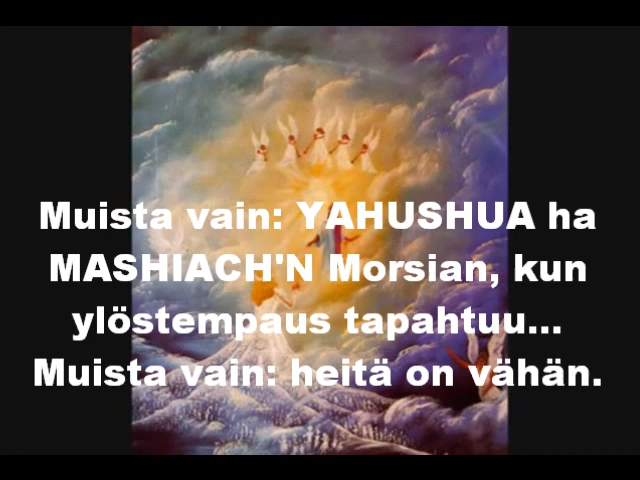 Muista vain: YAHUSHUA ha
MASHIACH'N Morsian, kun
ylöstempaus tapahtuu...
Muista vain: heitä on vähän.